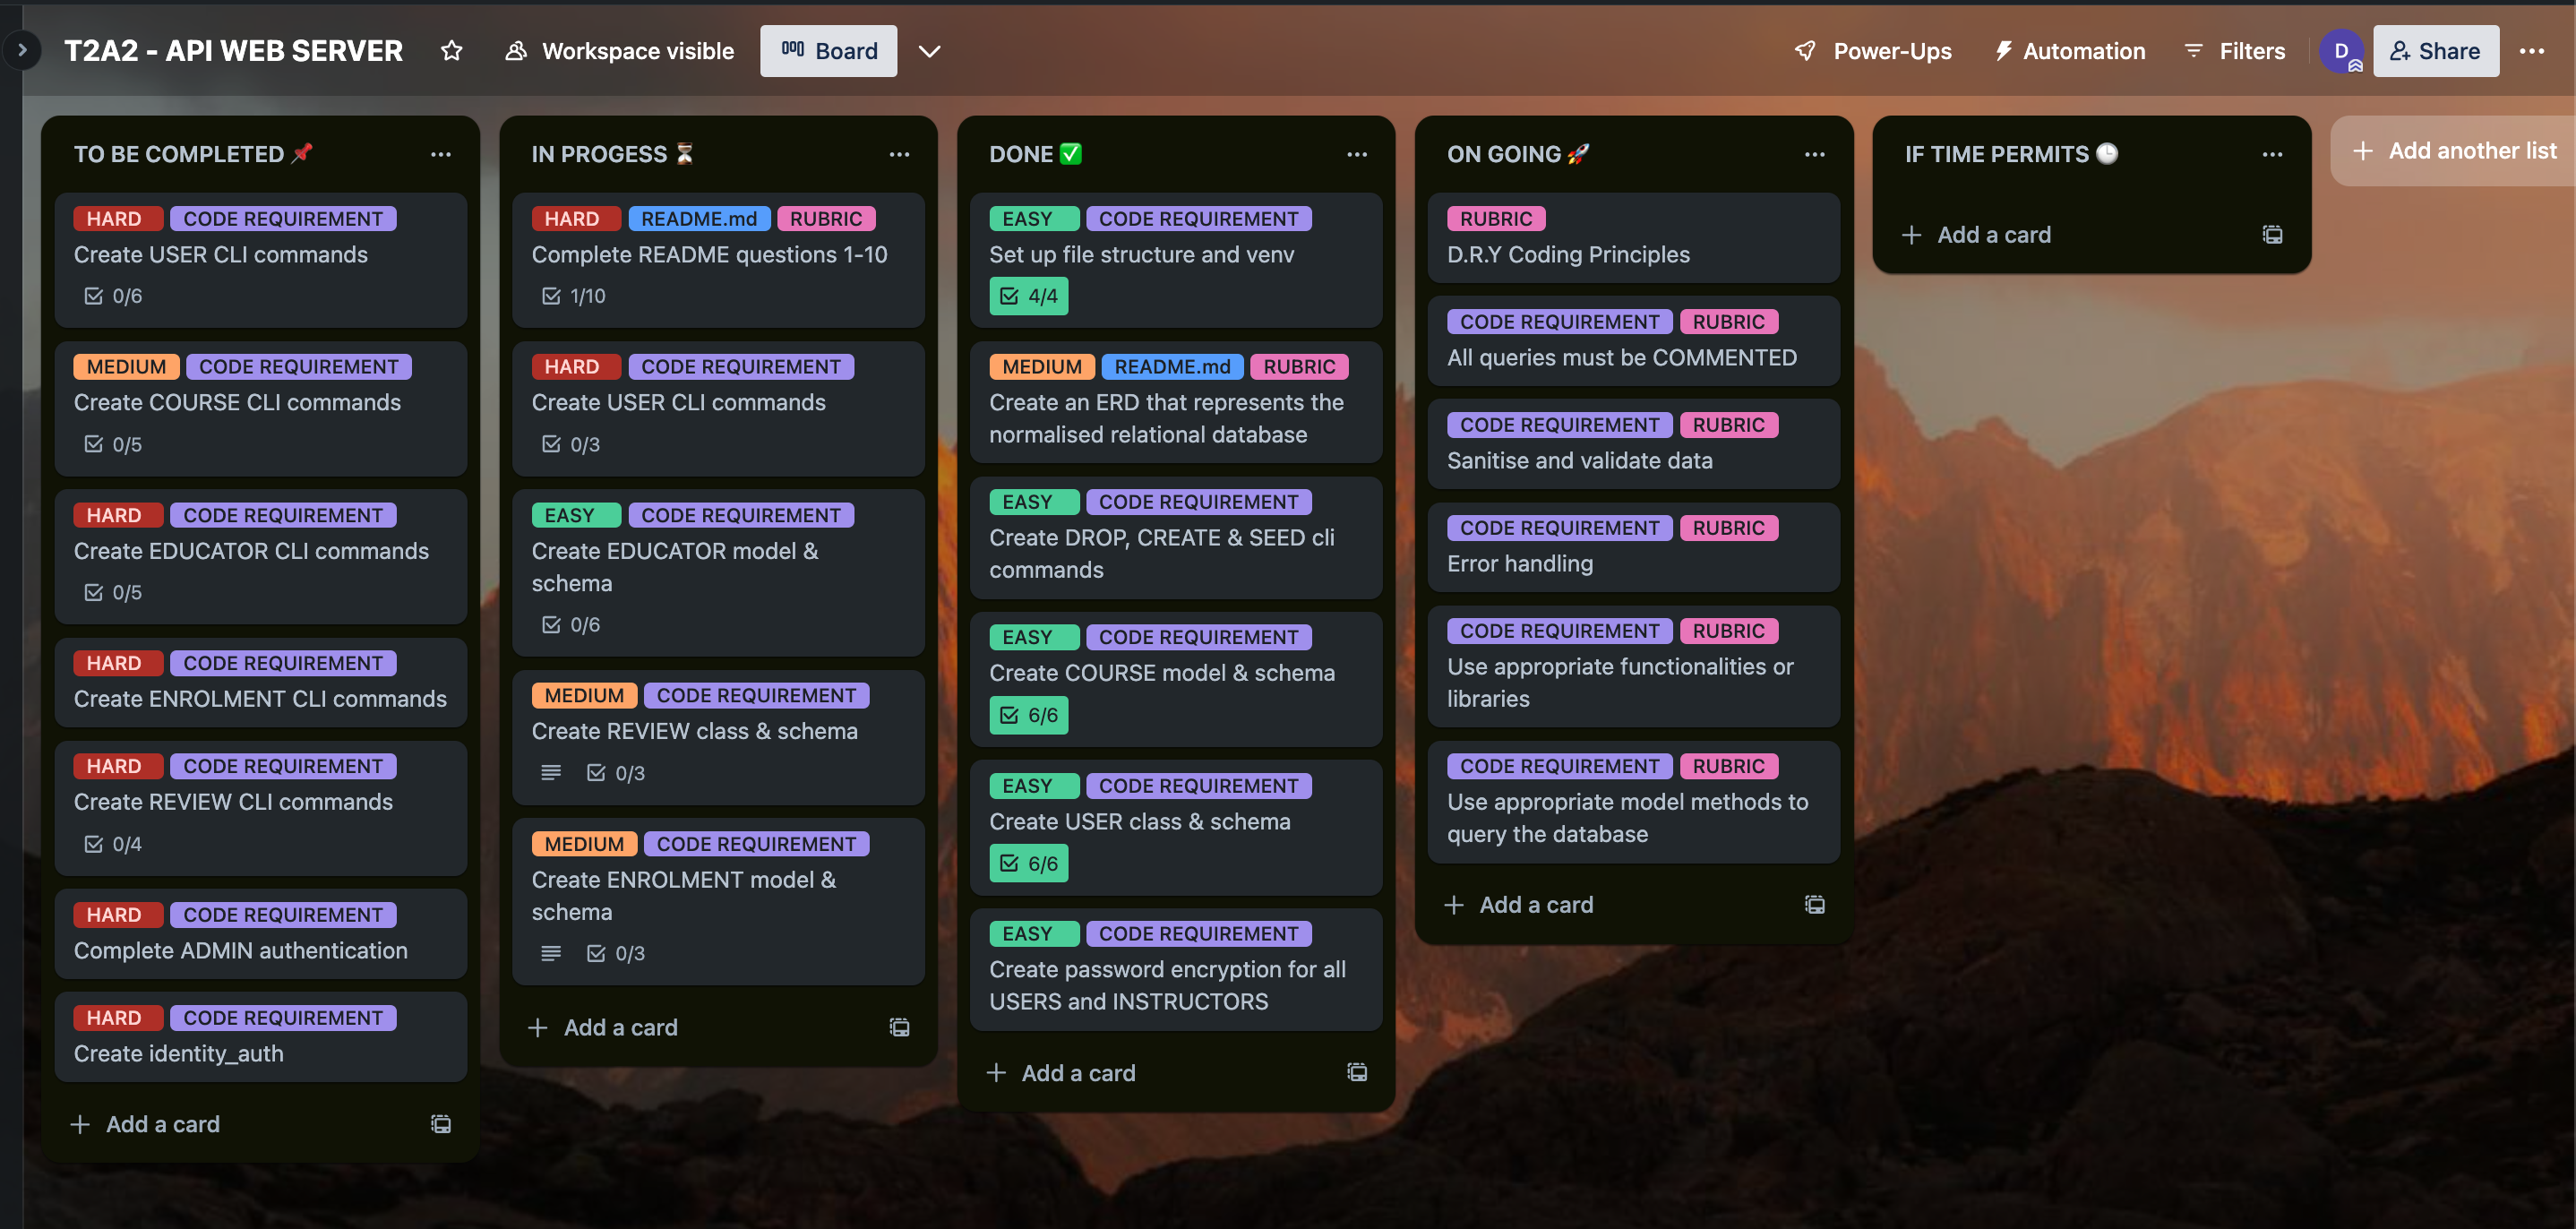 T2A2 - API WEB SERVER
Workspace visible
Board
Power-Ups
Automation
Filters
D
Share
TO BE COMPLETED 📌
HARD CODE REQUIREMENT
Create USER CLI commands
0/6
MEDIUM CODE REQUIREMENT
Create COURSE CLI commands
0/5
HARD CODE REQUIREMENT
Create EDUCATOR CLI commands
0/5
HARD CODE REQUIREMENT
Create ENROLMENT CLI commands
HARD CODE REQUIREMENT
Create REVIEW CLI commands
0/4
HARD CODE REQUIREMENT
Complete ADMIN authentication
HARD CODE REQUIREMENT
Create identity_auth
+ Add a card
IN PROGESS ⏳
HARD README.md RUBRIC
Complete README questions 1-10
1/10
HARD CODE REQUIREMENT
Create USER CLI commands
0/3
EASY CODE REQUIREMENT
Create EDUCATOR model &
schema
0/6
MEDIUM CODE REQUIREMENT
Create REVIEW class & schema
0/3
MEDIUM CODE REQUIREMENT
Create ENROLMENT model &
schema
0/3
+ Add a card
DONE ✅
EASY CODE REQUIREMENT
Set up file structure and venv
4/4
MEDIUM README.md RUBRIC
Create an ERD that represents the
normalised relational database
EASY CODE REQUIREMENT
Create DROP, CREATE & SEED cli
commands
EASY CODE REQUIREMENT
Create COURSE model & schema
6/6
EASY CODE REQUIREMENT
Create USER class & schema
6/6
EASY CODE REQUIREMENT
Create password encryption for all
USERS and INSTRUCTORS
+ Add a card
ON GOING 🚀
RUBRIC
D.R.Y Coding Principles
CODE REQUIREMENT RUBRIC
All queries must be COMMENTED
CODE REQUIREMENT RUBRIC
Sanitise and validate data
CODE REQUIREMENT RUBRIC
Error handling
CODE REQUIREMENT RUBRIC
Use appropriate functionalities or
libraries
CODE REQUIREMENT RUBRIC
Use appropriate model methods to
query the database
+ Add a card
IF TIME PERMITS 🕒
+ Add a card
+ Add another list